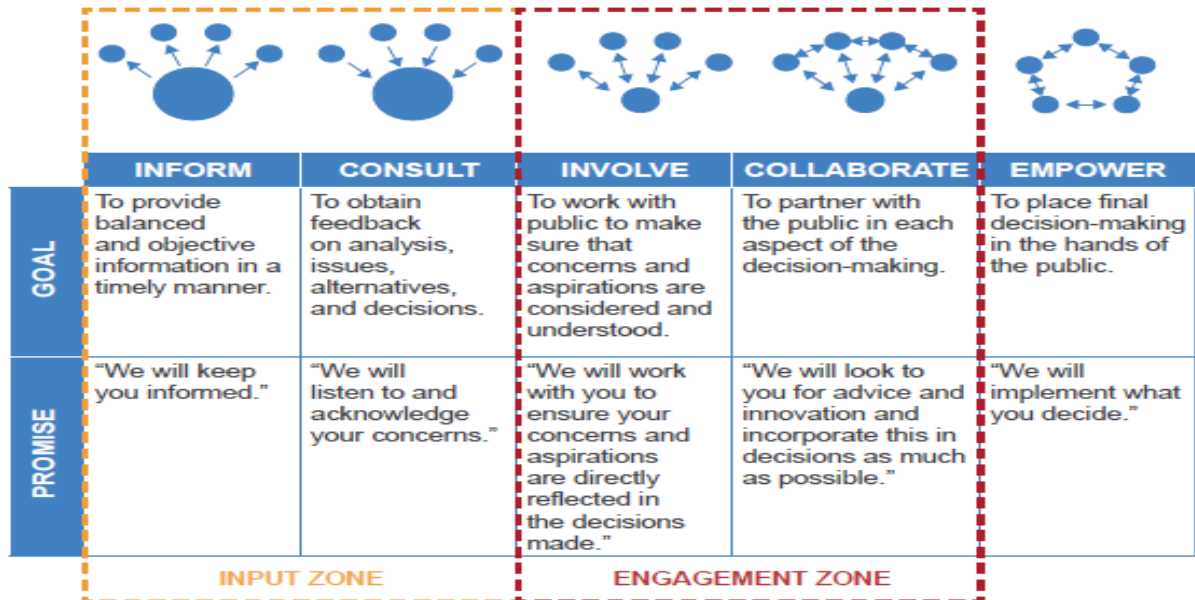 INFORM
CONSULT
INVOLVE
COLLABORATE
EMPOWER
GOAL
To provide
balanced
and objective
information in a
timely manner.
To obtain
feedback
on analysis,
issues,
alternatives,
and decisions.
To work with
public to make
sure that
concerns and
aspirations are
considered and
understood.
To partner with
the public in each
aspect of the
decision-making.
To place final
decision-making
in the hands of
the public.
PROMISE
“We will keep
you informed.”
“We will
listen to and
acknowledge
your concerns.”
“We will work
with you to
ensure your
concerns and
aspirations
are directly
reflected in
the decisions
made.”
“We will look to
you for advice and
innovation and
incorporate this in
decisions as much
as possible.”
“We will
implement what
you decide.”
INPUT ZONE
ENGAGEMENT ZONE